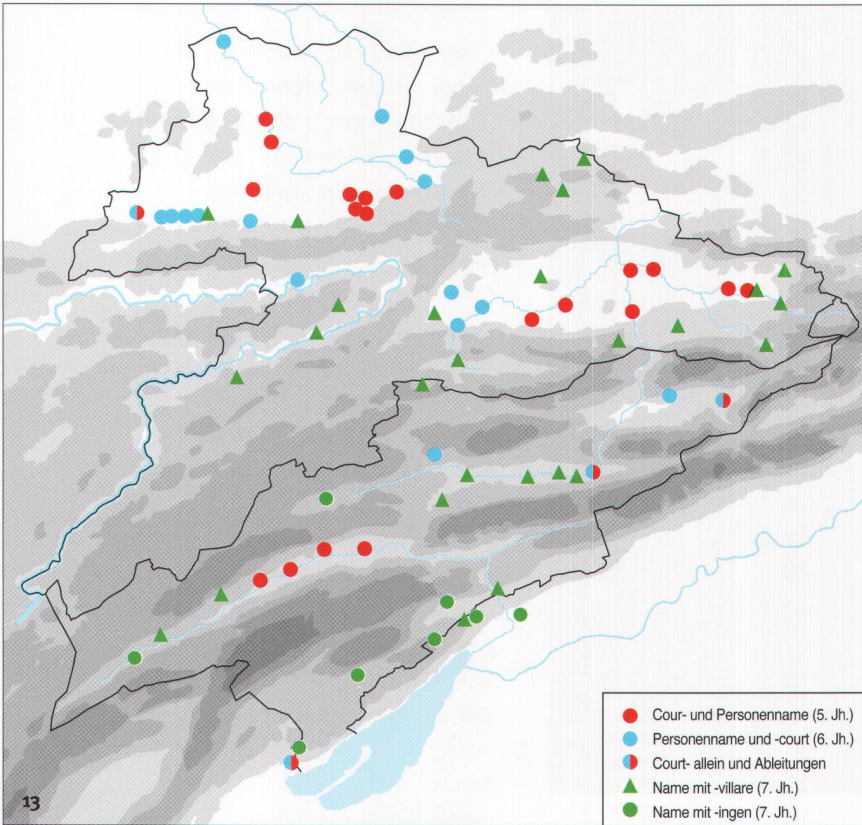 Cour- und Personenname (5. Jh.)
Personenname und -court (6. Jh.)
Court- allein und Ableitungen
Name mit -villare (7. Jh.)
Name mit -ingen (7. Jh.)
13